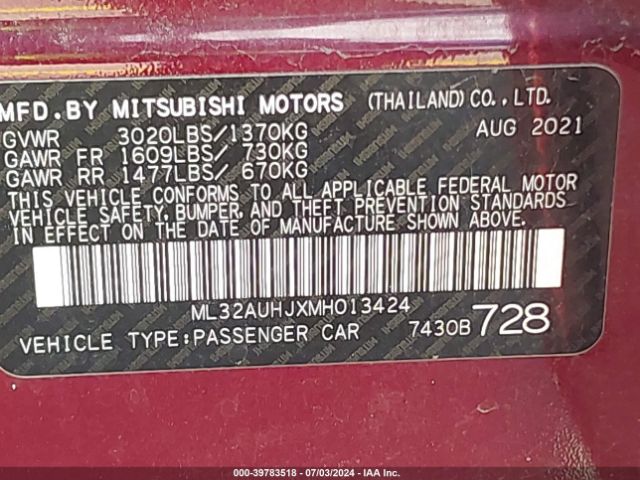 MFD.BY MITSUBISHI MOTORS (THAILAND) CO., LTD.
GVWR 3020LBS/1370KG AUG 2021
GAWR FR 1609LBS/ 730KG
GAWR RR 1477LBS/ 670KG
THIS VEHICLE CONFORMS TO ALL APPLICABLE FEDERAL MOTOR
VEHICLE SAFETY, BUMPER, AND THEFT PREVENTION STANDARDS
IN EFFECT ON THE DATE OF MANUFACTURE SHOWN ABOVE.
ML32AUHJXMH013424
VEHICLE TYPE:PASSENGER CAR 7430B 728
000-39783518 - 07/03/2024 - IAA Inc.